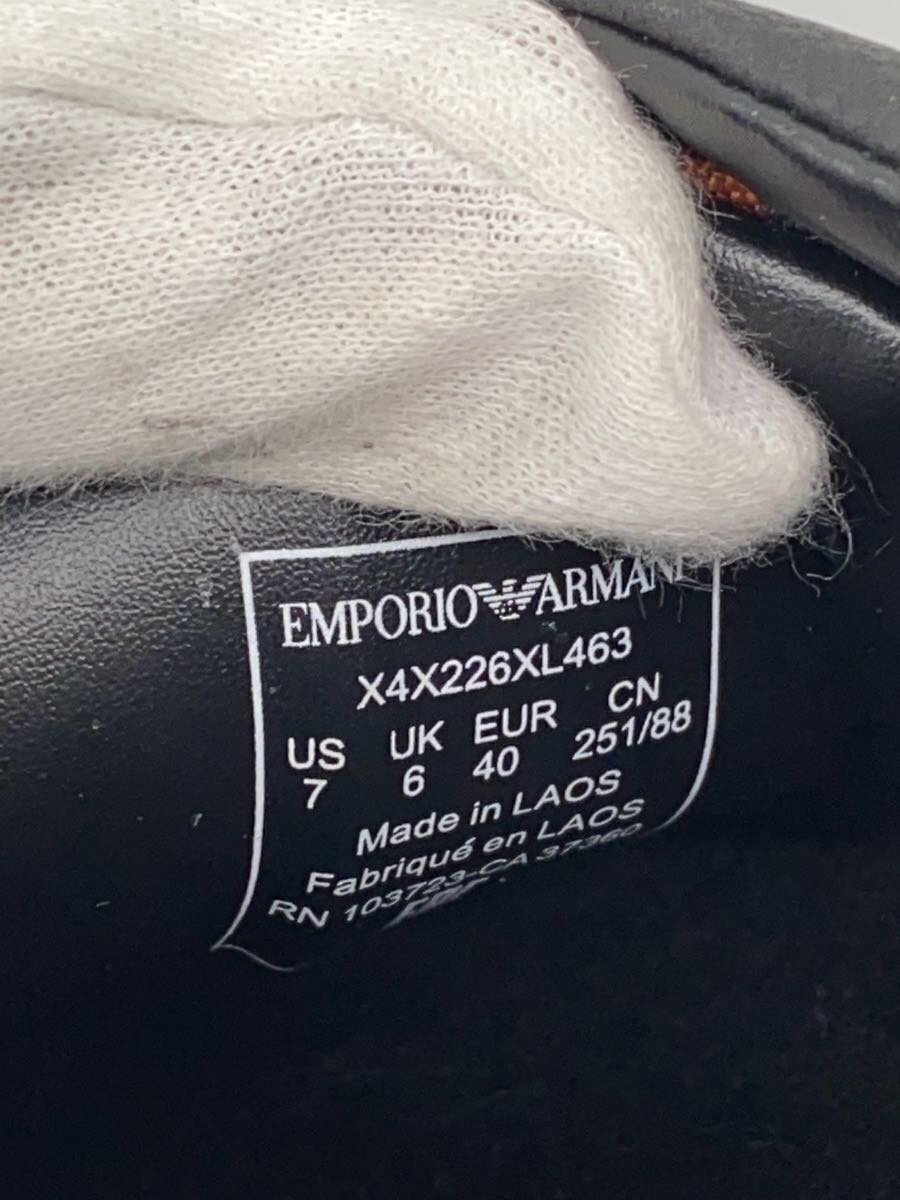 EMPORIO ARMANI
X4X226XL463
US UK EUR CN
7 6 40 251/88
Made in LAOS
Fabriqué en LAOS
RN 103723-CA 37360